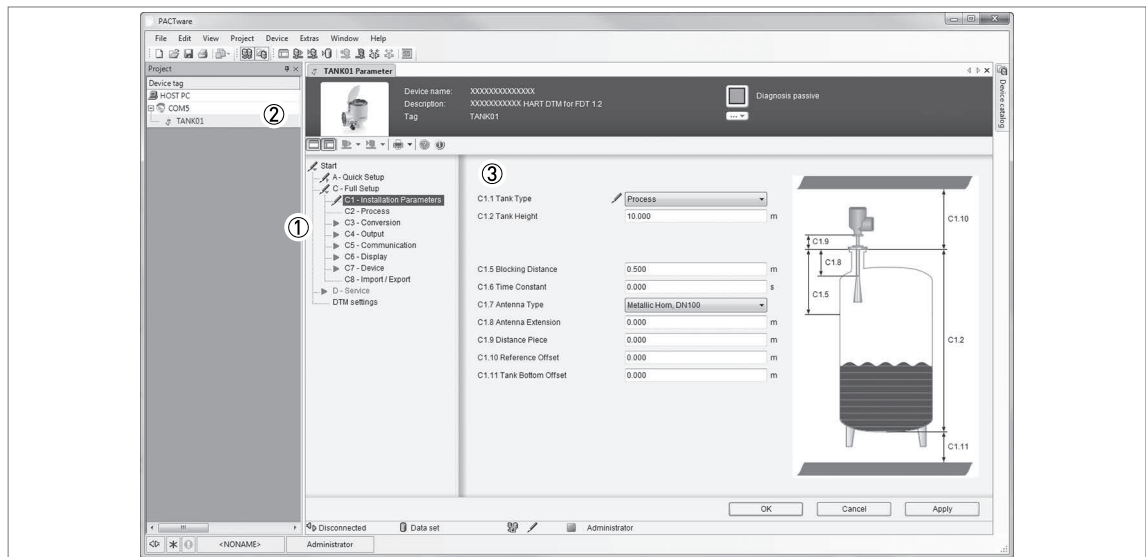 PACTware
File Edit View Project Device Extras Window Help
Project
Device tag
HOST PC
COM5
TANK01
②
TANK01 Parameter
Device name: XXXXXXXXXXXXXX
Description: XXXXXXXXXXX HART DTM for FDT 1.2
Tag TANK01
Diagnosis passive
Device catalog
①
Start
A - Quick Setup
C - Full Setup
C1 - Installation Parameters
C2 - Process
C3 - Conversion
C4 - Output
C5 - Communication
C6 - Display
C7 - Device
C8 - Import / Export
D - Service
DTM settings
③
C1.1 Tank Type Process
C1.2 Tank Height 10.000 m
C1.5 Blocking Distance 0.500 m
C1.6 Time Constant 0.000 s
C1.7 Antenna Type Metallic Horn, DN100
C1.8 Antenna Extension 0.000 m
C1.9 Distance Piece 0.000 m
C1.10 Reference Offset 0.000 m
C1.11 Tank Bottom Offset 0.000 m
C1.10
C1.9
C1.8
C1.5
C1.2
C1.11
OK Cancel Apply
Disconnected Data set Administrator
<NONAME> Administrator